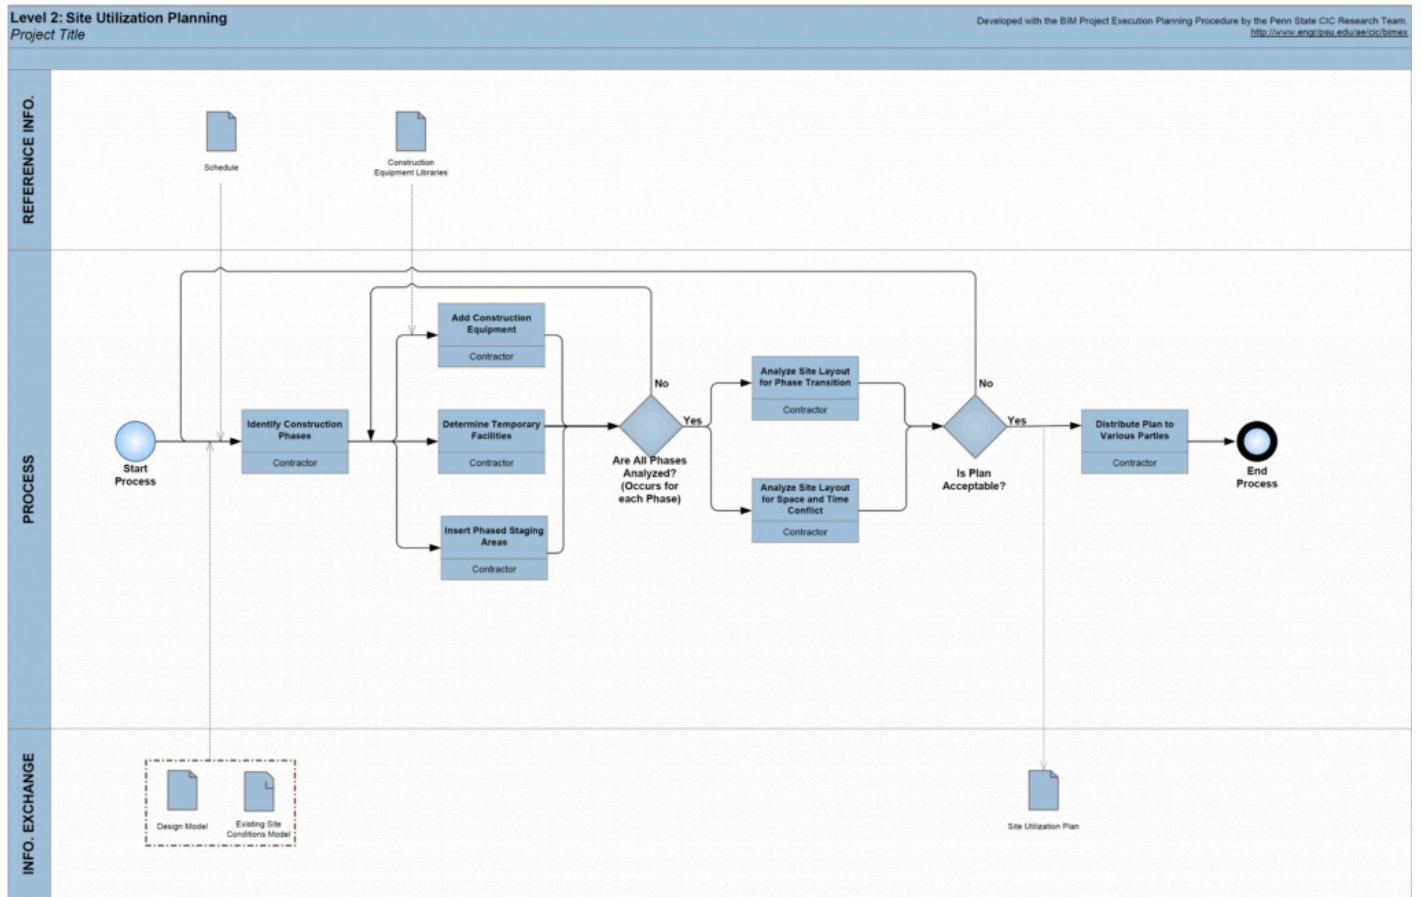 Level 2: Site Utilization Planning
Project Title
Developed with the BIM Project Execution Planning Procedure by the Penn State CIC Research Team.
http://www.engr/psu.edu/ae/cic/bimex
REFERENCE INFO.
Schedule
Construction
Equipment Libraries
PROCESS
Start
Process
Identify Construction
Phases
Contractor
Add Construction
Equipment
Contractor
Determine Temporary
Facilities
Contractor
Insert Phased Staging
Areas
Contractor
No
Yes
Are All Phases
Analyzed?
(Occurs for
each Phase)
Analyze Site Layout
for Phase Transition
Contractor
Analyze Site Layout
for Space and Time
Conflict
Contractor
No
Yes
Is Plan
Acceptable?
Distribute Plan to
Various Parties
Contractor
End
Process
INFO. EXCHANGE
Design Model
Existing Site
Conditions Model
Site Utilization Plan